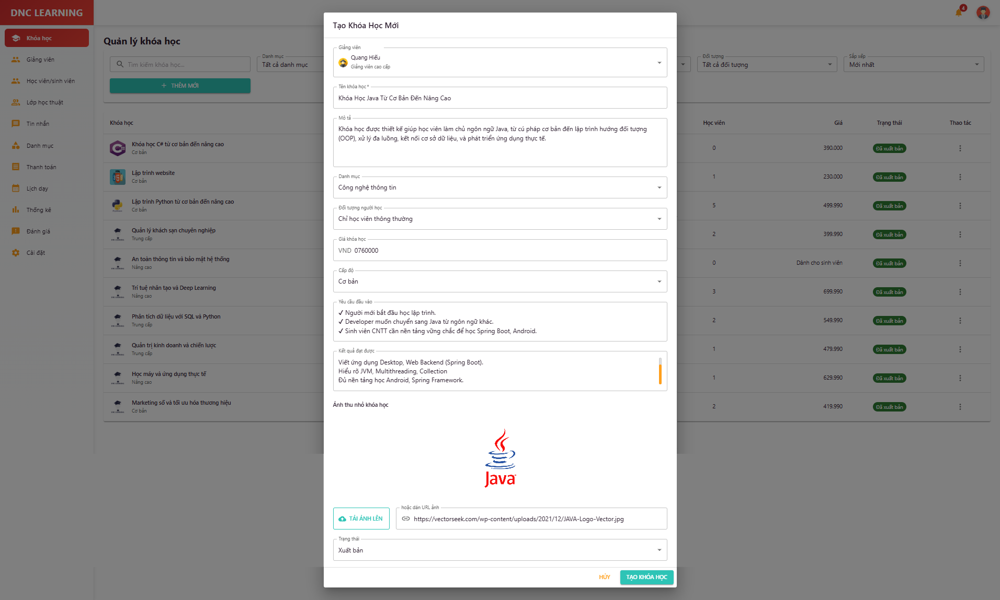 DNC LEARNING
4
Khóa học
Giảng viên
Học viên/sinh viên
Lớp học thuật
Tin nhắn
Danh mục
Thanh toán
Lịch dạy
Thống kê
Đánh giá
Cài đặt
Quản lý khóa học
Tìm kiếm khóa học...
Danh mục
Tất cả danh mục
Đối tượng
Tất cả đối tượng
Sắp xếp
Mới nhất
THÊM MỚI
Khóa học
Học viên
Giá
Trạng thái
Thao tác
Khóa học C# từ cơ bản đến nâng cao
Cơ bản
0
390.000
Đã xuất bản
Lập trình website
Cơ bản
1
230.000
Đã xuất bản
Lập trình Python từ cơ bản đến nâng cao
Cơ bản
5
499.990
Đã xuất bản
Quản lý khách sạn chuyên nghiệp
Trung cấp
2
399.990
Đã xuất bản
An toàn thông tin và bảo mật hệ thống
Nâng cao
0
Dành cho sinh viên
Đã xuất bản
Trí tuệ nhân tạo và Deep Learning
Nâng cao
3
699.990
Đã xuất bản
Phân tích dữ liệu với SQL và Python
Trung cấp
2
549.990
Đã xuất bản
Quản trị kinh doanh và chiến lược
Trung cấp
1
479.990
Đã xuất bản
Học máy và ứng dụng thực tế
Nâng cao
1
629.990
Đã xuất bản
Marketing số và tối ưu hóa thương hiệu
Cơ bản
2
419.990
Đã xuất bản
Tạo Khóa Học Mới
Giảng viên
Quang Hiếu
Giảng viên cao cấp
Tên khóa học *
Khóa Học Java Từ Cơ Bản Đến Nâng Cao
Mô tả
Khóa học được thiết kế giúp học viên làm chủ ngôn ngữ Java, từ cú pháp cơ bản đến lập trình hướng đối tượng
(OOP), xử lý đa luồng, kết nối cơ sở dữ liệu, và phát triển ứng dụng thực tế.
Danh mục
Công nghệ thông tin
Đối tượng người học
Chỉ học viên thông thường
Giá khóa học
VND 0760000
Cấp độ
Cơ bản
Yêu cầu đầu vào
✓ Người mới bắt đầu học lập trình.
✓ Developer muốn chuyển sang Java từ ngôn ngữ khác.
✓ Sinh viên CNTT cần nền tảng vững chắc để học Spring Boot, Android.
Kết quả đạt được
Viết ứng dụng Desktop, Web Backend (Spring Boot).
Hiểu rõ JVM, Multithreading, Collection
Đủ nền tảng học Android, Spring Framework.
Ảnh thu nhỏ khóa học
Java
TẢI ẢNH LÊN
hoặc dán URL ảnh
https://vectorseek.com/wp-content/uploads/2021/12/JAVA-Logo-Vector.jpg
Trạng thái
Xuất bản
HỦY
TẠO KHÓA HỌC